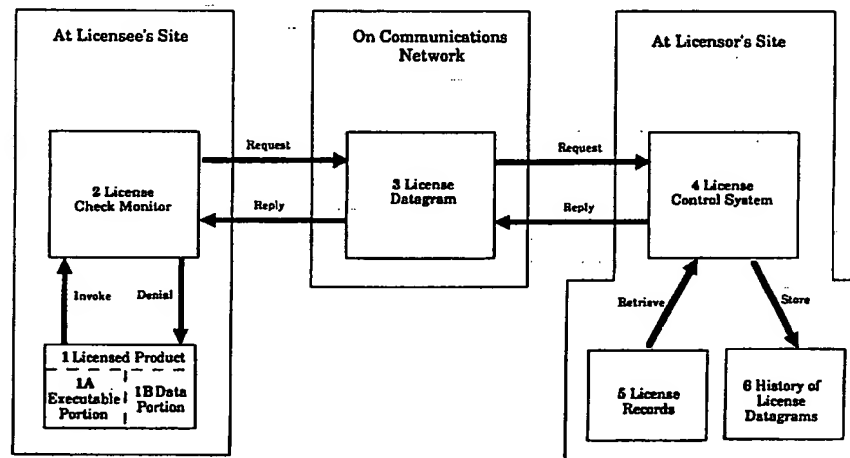 At Licensee's Site
On Communications
Network
At Licensor's Site
Request
Request
2 License
Check Monitor
3 License
Datagram
4 License
Control System
Reply
Reply
Invoke
Denial
Retrieve
Store
1 Licensed Product
1A
Executable
Portion
1B Data
Portion
5 License
Records
6 History of
License
Datagrams